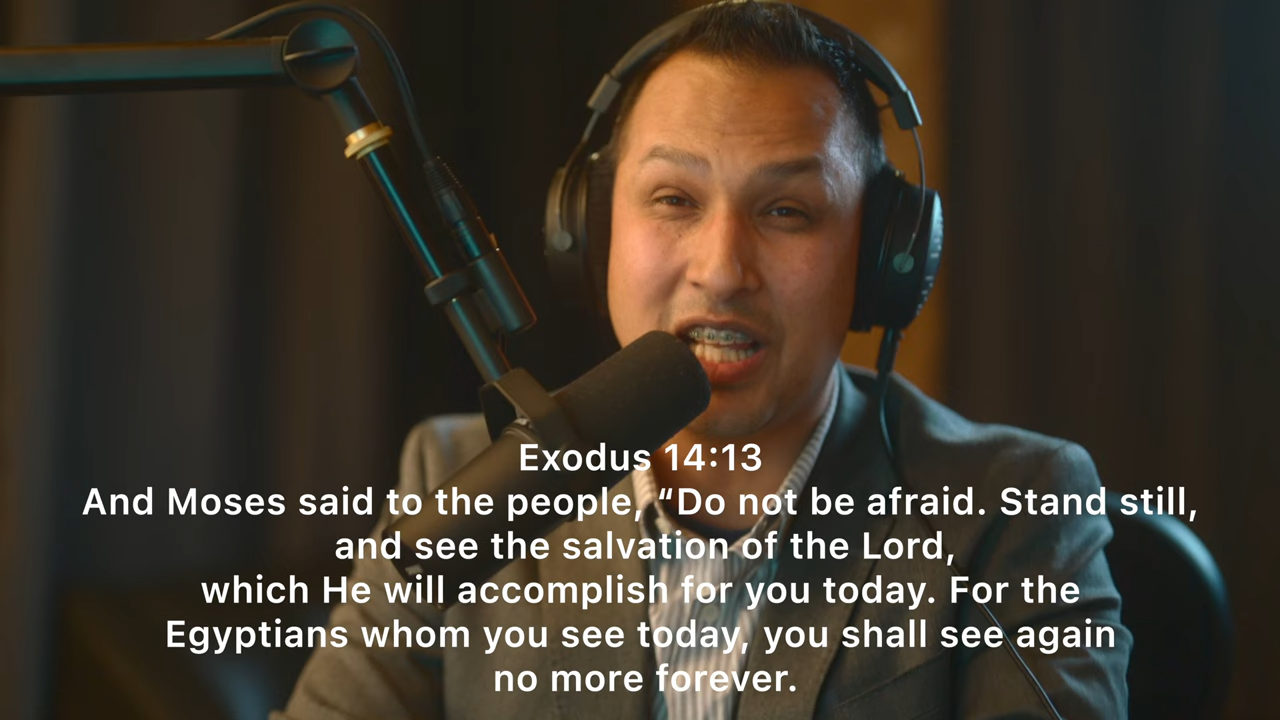 Exodus 14:13
And Moses said to the people, “Do not be afraid. Stand still,
and see the salvation of the Lord,
which He will accomplish for you today. For the
Egyptians whom you see today, you shall see again
no more forever.